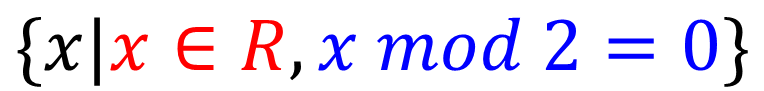 {x|x ∈ R, x mod 2 = 0}